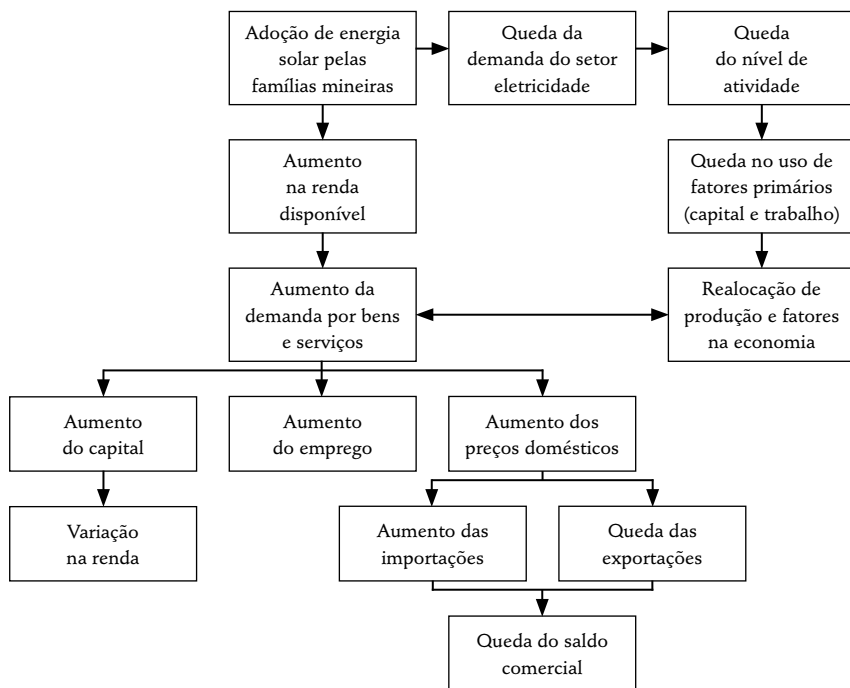 Adoção de energia
solar pelas
famílias mineiras
Queda da
demanda do setor
eletricidade
Queda
do nível de
atividade
Aumento
na renda
disponível
Queda no uso de
fatores primários
(capital e trabalho)
Aumento da
demanda por bens
e serviços
Realocação de
produção e fatores
na economia
Aumento
do capital
Aumento
do emprego
Aumento dos
preços domésticos
Variação
na renda
Aumento das
importações
Queda das
exportações
Queda do saldo
comercial